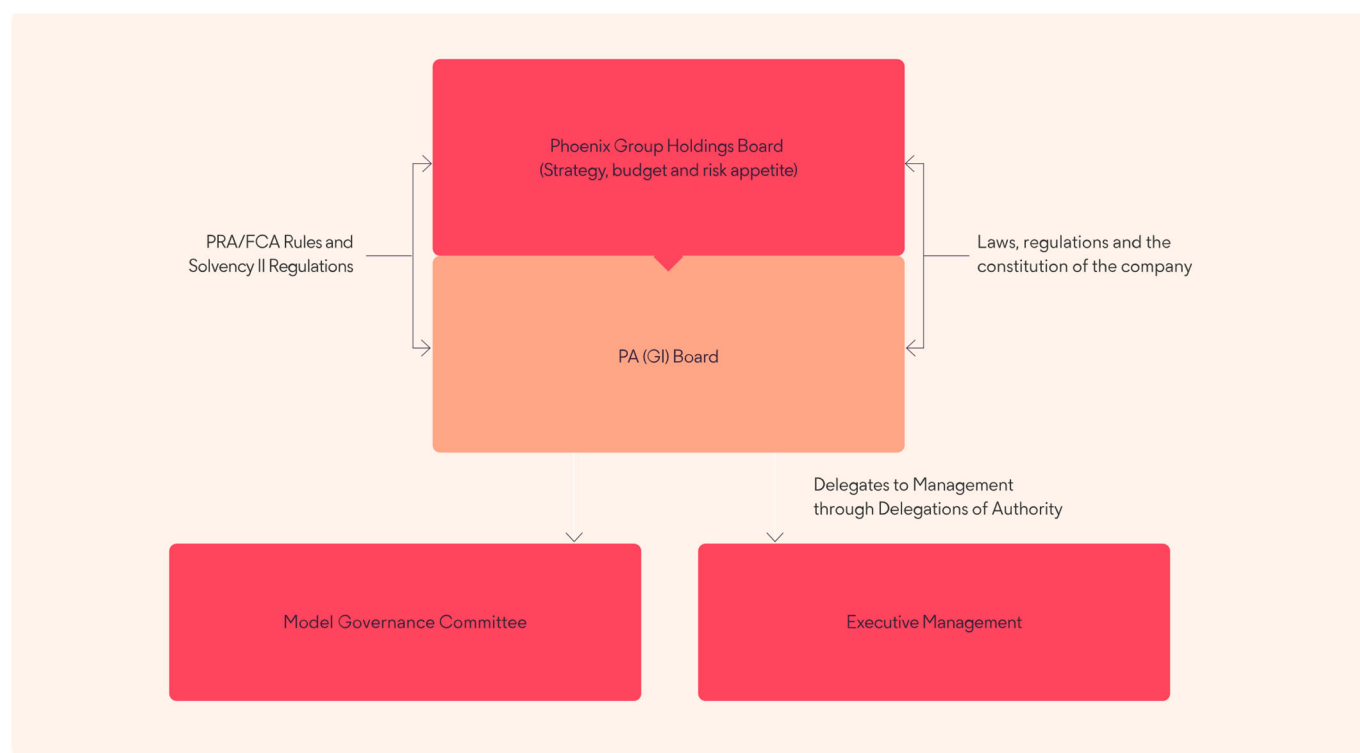 Phoenix Group Holdings Board
(Strategy, budget and risk appetite)
PRA/FCA Rules and
Solvency II Regulations
Laws, regulations and the
constitution of the company
PA (GI) Board
Delegates to Management
through Delegations of Authority
Model Governance Committee
Executive Management